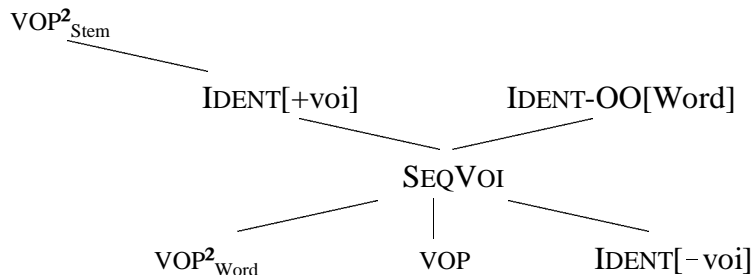 VOP²Stem
IDENT[+voi] IDENT-OO[Word]
SEQVOI
VOP²Word VOP IDENT[−voi]